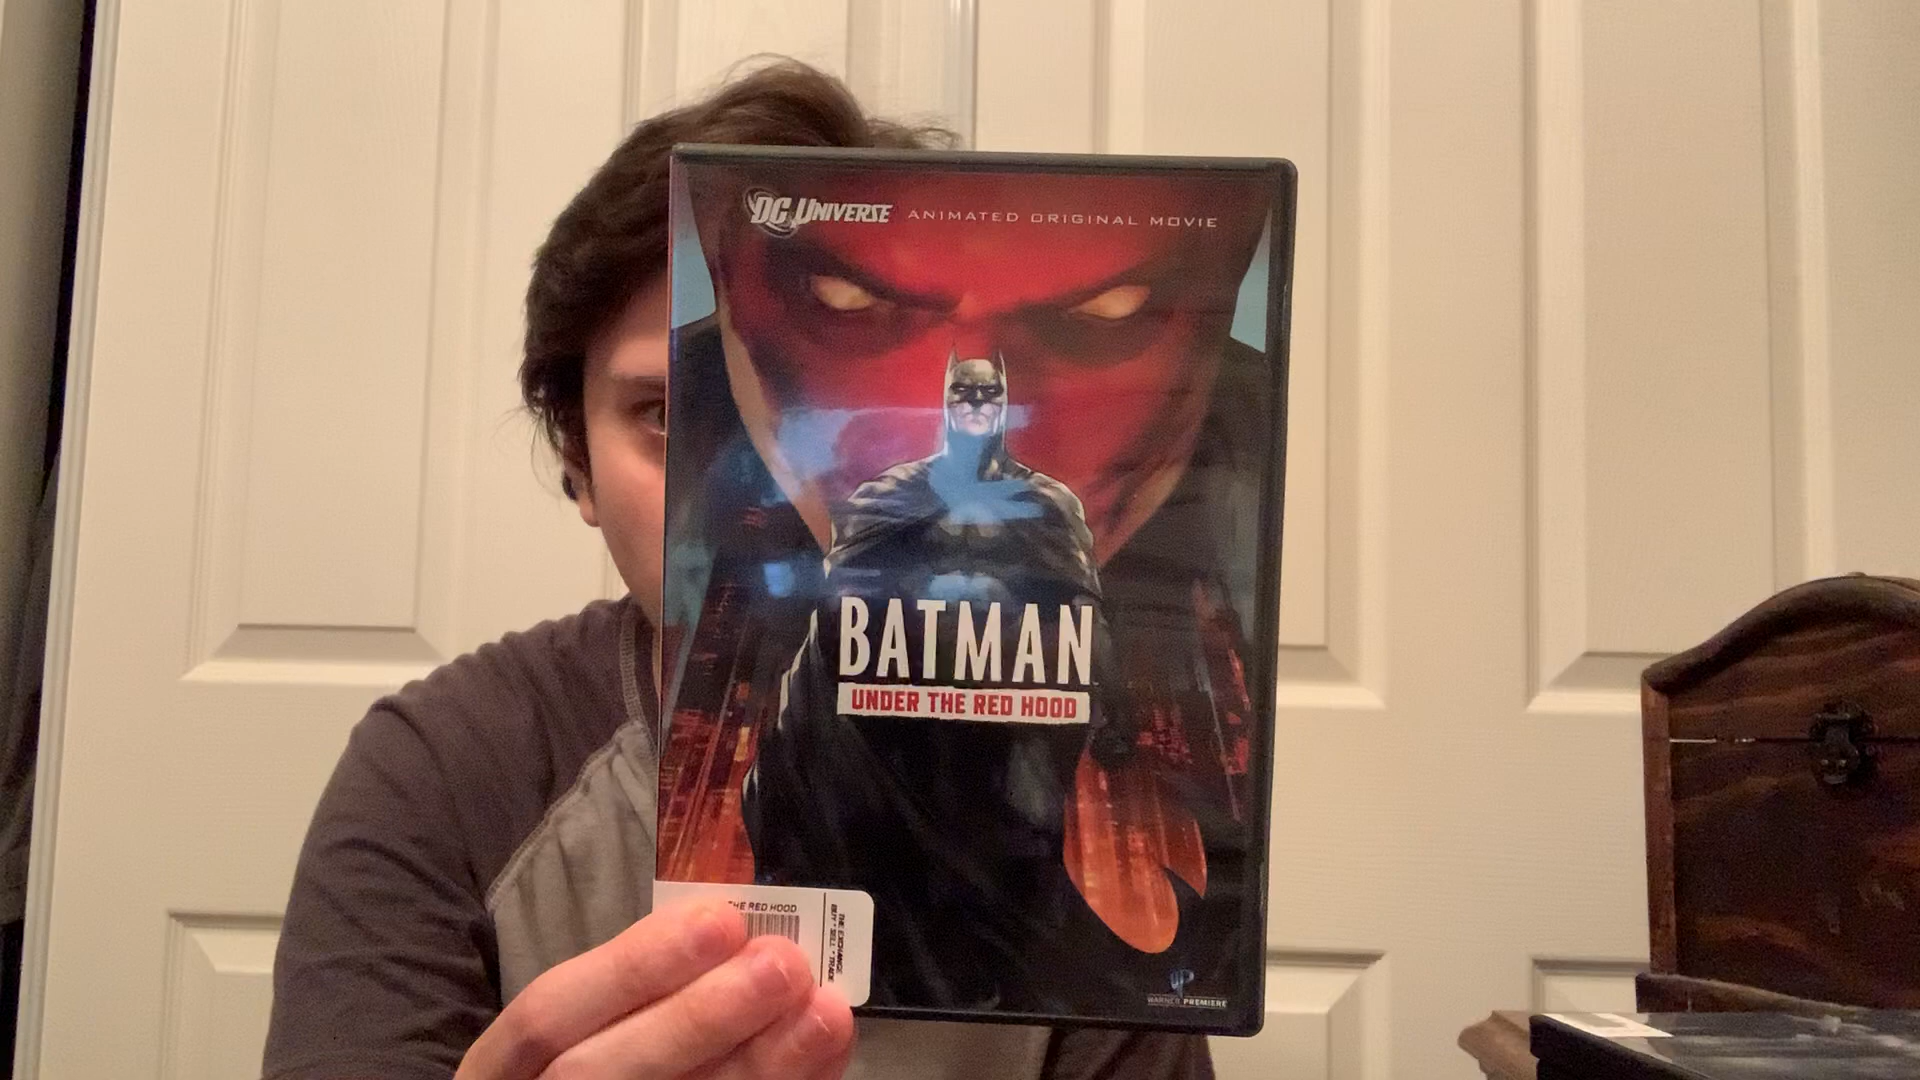 DC UNIVERSE ANIMATED ORIGINAL MOVIE
BATMAN
UNDER THE RED HOOD
THE RED HOOD
THE EXCHANGE
BUY * SELL * TRADE
WARNER PREMIERE